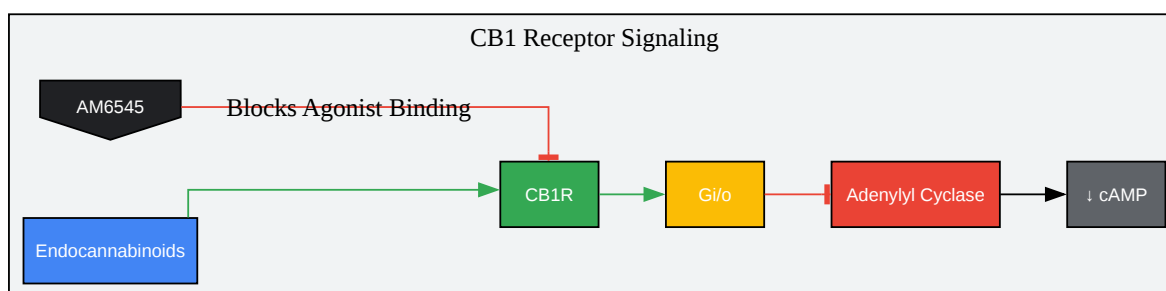 CB1 Receptor Signaling
AM6545
Blocks Agonist Binding
CB1R
Gi/o
Adenylyl Cyclase
↓ cAMP
Endocannabinoids